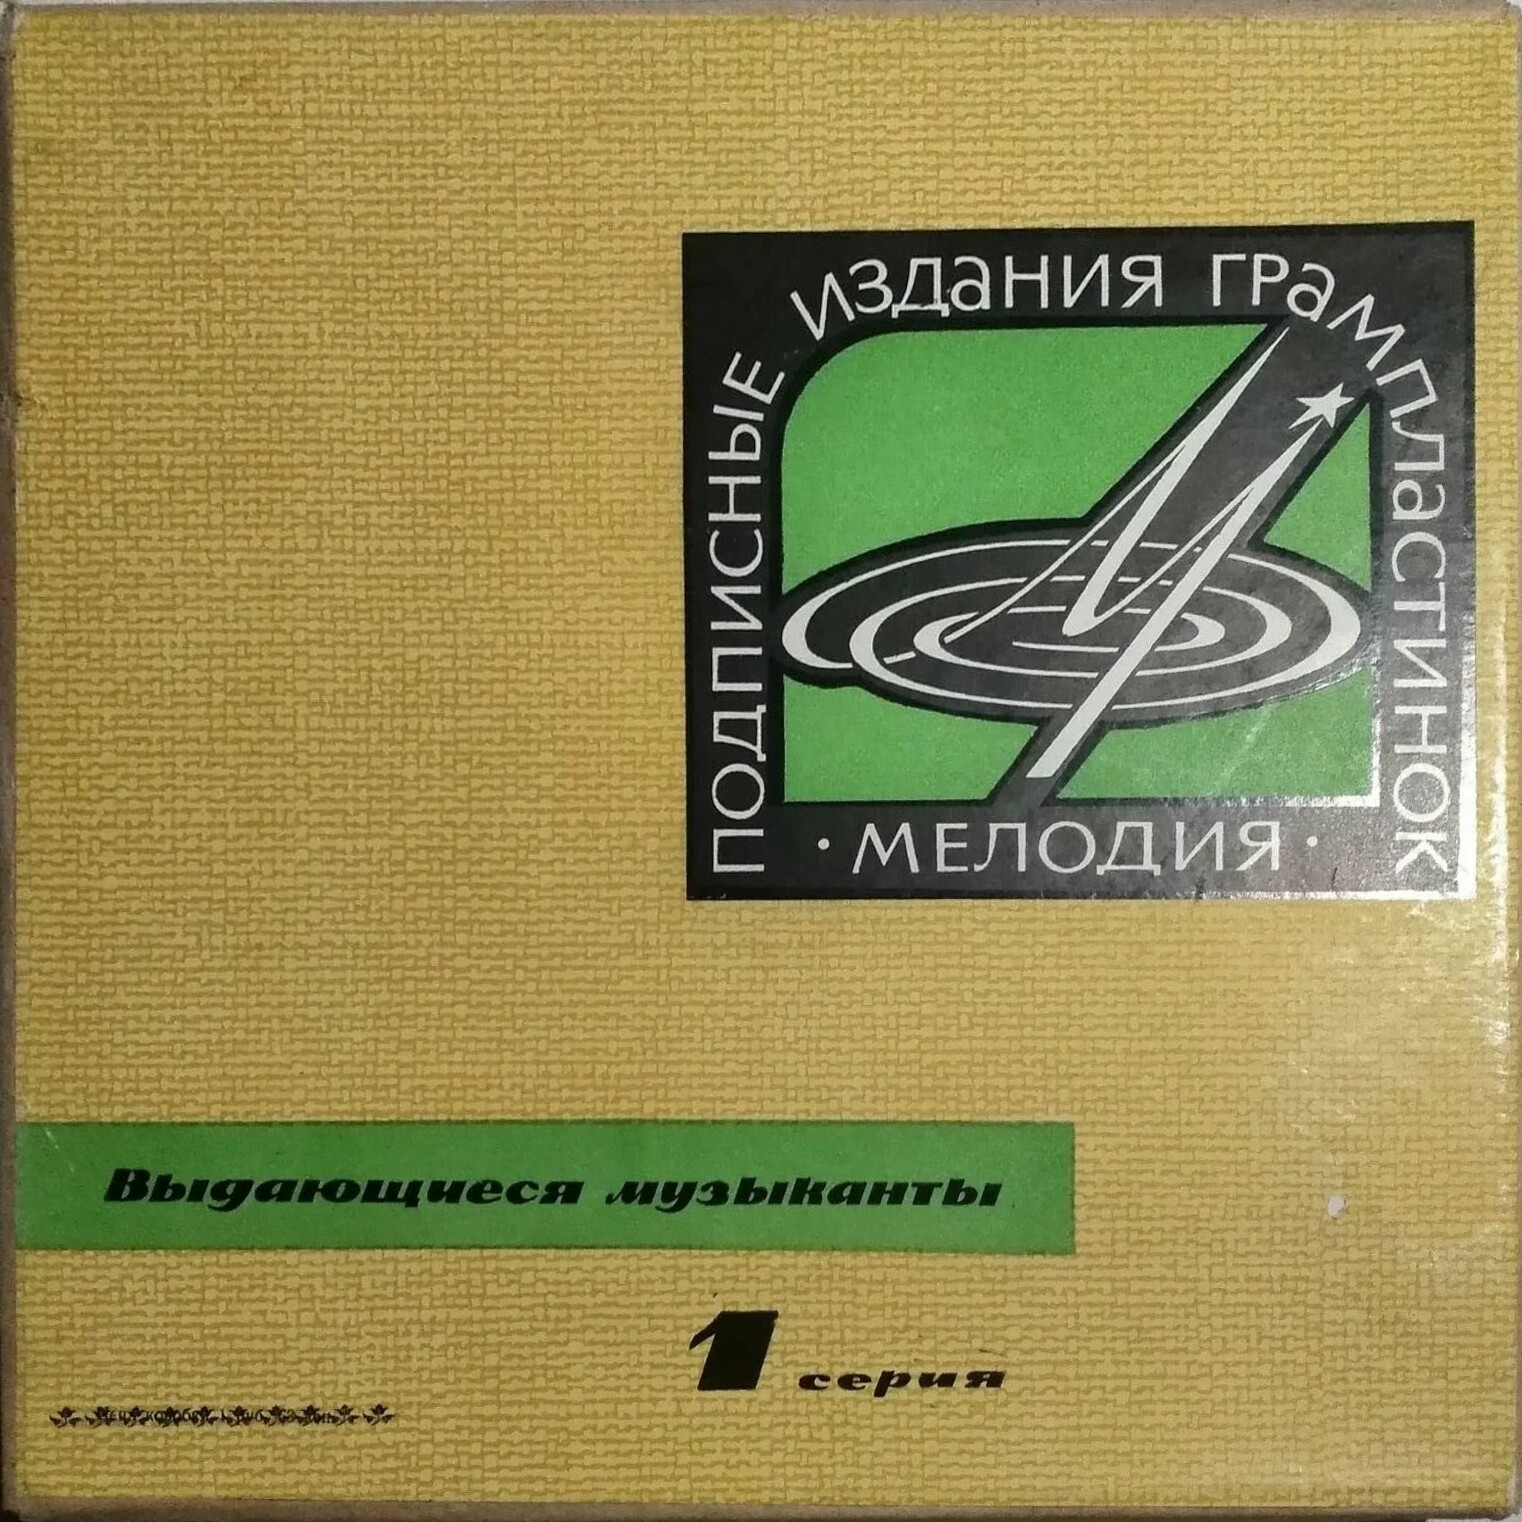 ПОДПИСНЫЕ ИЗДАНИЯ ГРАМПЛАСТИНОК
· МЕЛОДИЯ ·
Выдающиеся музыканты
1 серия